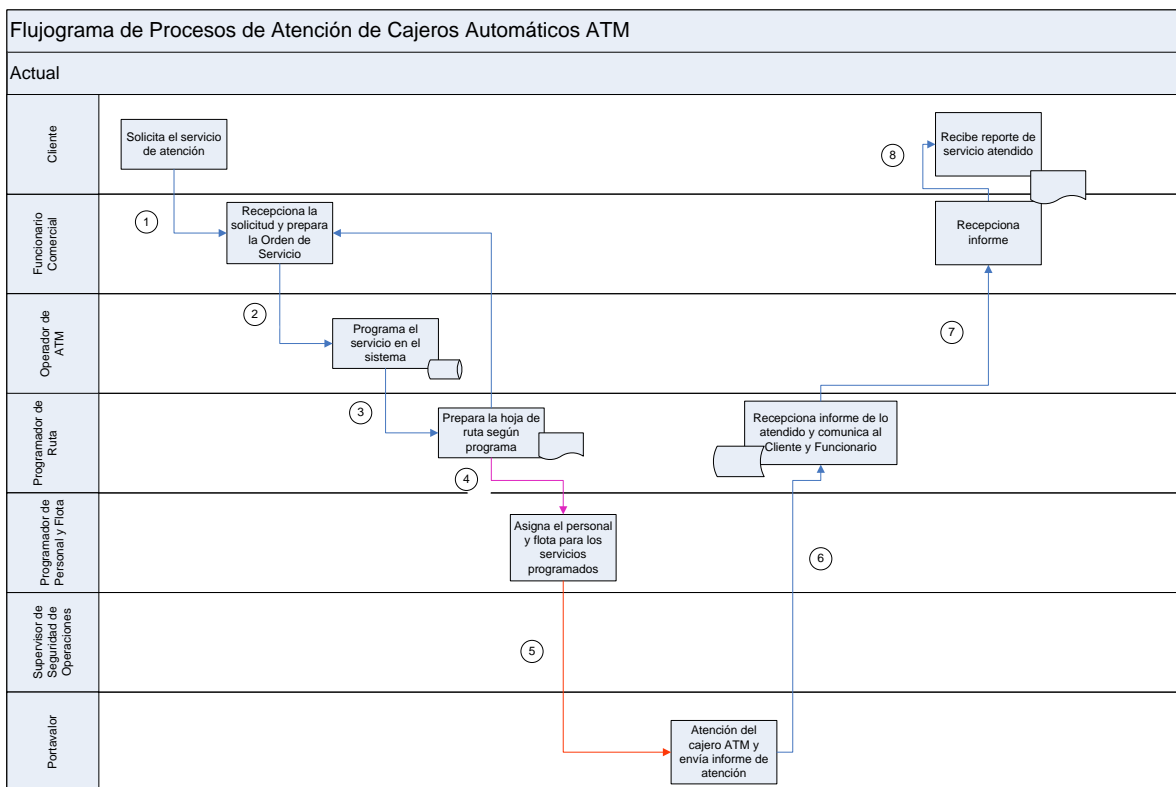 Flujograma de Procesos de Atención de Cajeros Automáticos ATM
Actual
Cliente
Solicita el servicio
de atención
8
Recibe reporte de
servicio atendido
Funcionario
Comercial
1
Recepciona la
solicitud y prepara
la Orden de
Servicio
Recepciona
informe
Operador de
ATM
2
Programa el
servicio en el
sistema
7
Programador de
Ruta
3
Prepara la hoja de
ruta según
programa
4
Recepciona informe de lo
atendido y comunica al
Cliente y Funcionario
Programador de
Personal y Flota
Asigna el personal
y flota para los
servicios
programados
6
Supervisor de
Seguridad de
Operaciones
5
Portavalor
Atención del
cajero ATM y
envía informe de
atención